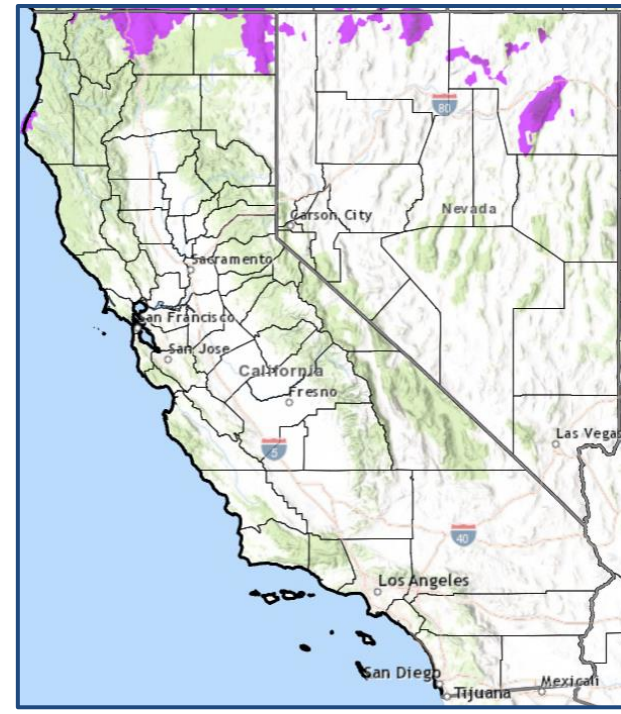 80
Carson City
Nevada
Sacramento
San Francisco
San Jose
California
Fresno
Las Vegas
5
40
Los Angeles
San Diego
Tijuana
Mexicali